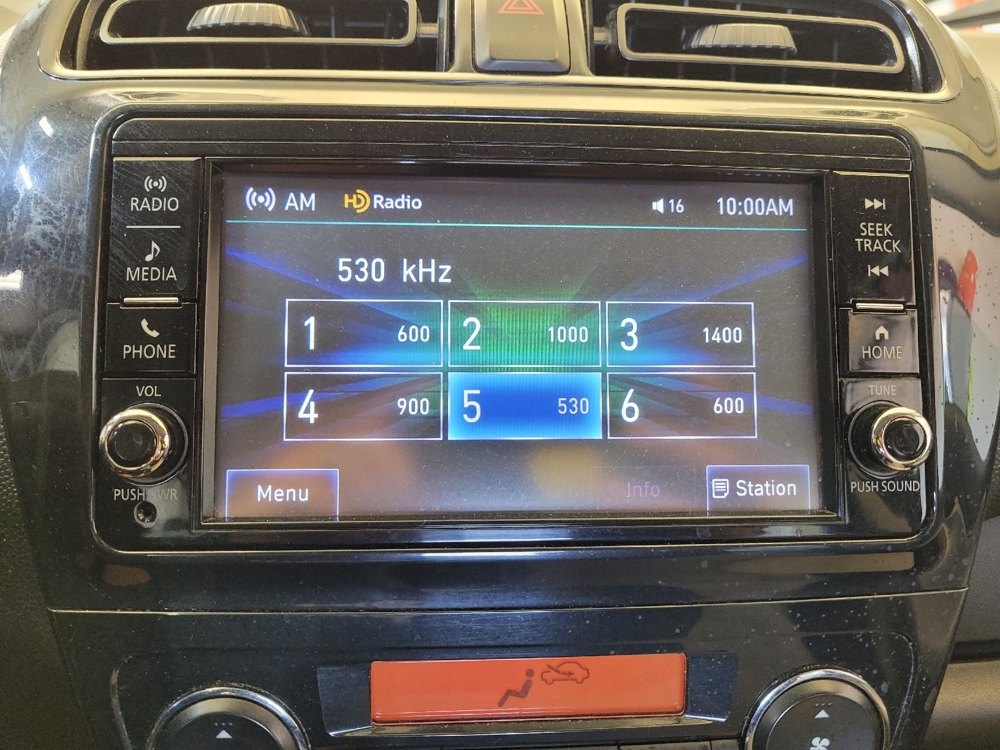 RADIO
MEDIA
PHONE
VOL
PUSH PWR
AM HD Radio 16 10:00AM
530 kHz
1 600 2 1000 3 1400
4 900 5 530 6 600
Menu Info Station
SEEK
TRACK
HOME
TUNE
PUSH SOUND